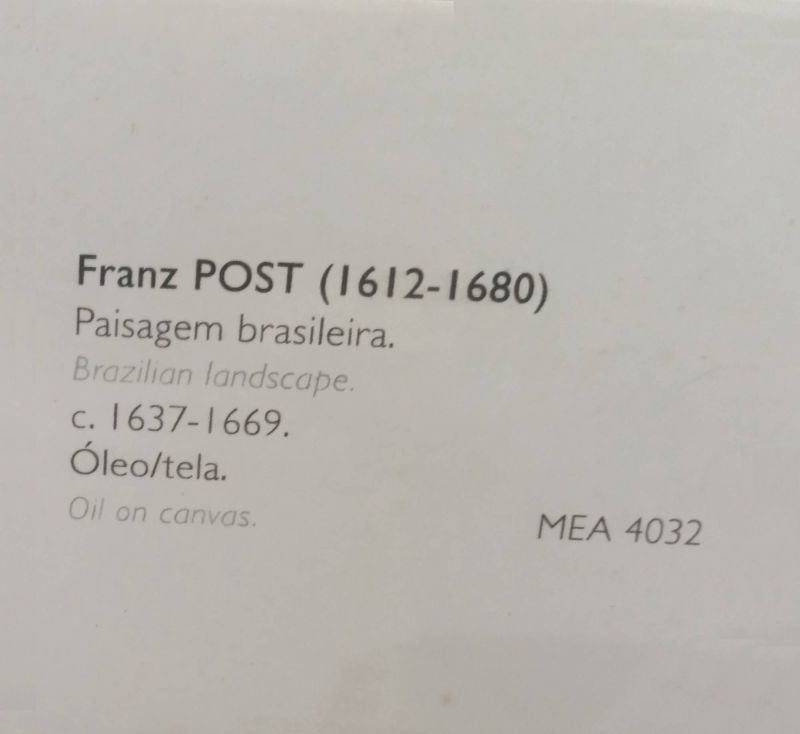 Franz POST (1612-1680)
Paisagem brasileira.
Brazilian landscape.
c. 1637-1669.
Óleo/tela.
Oil on canvas.
MEA 4032